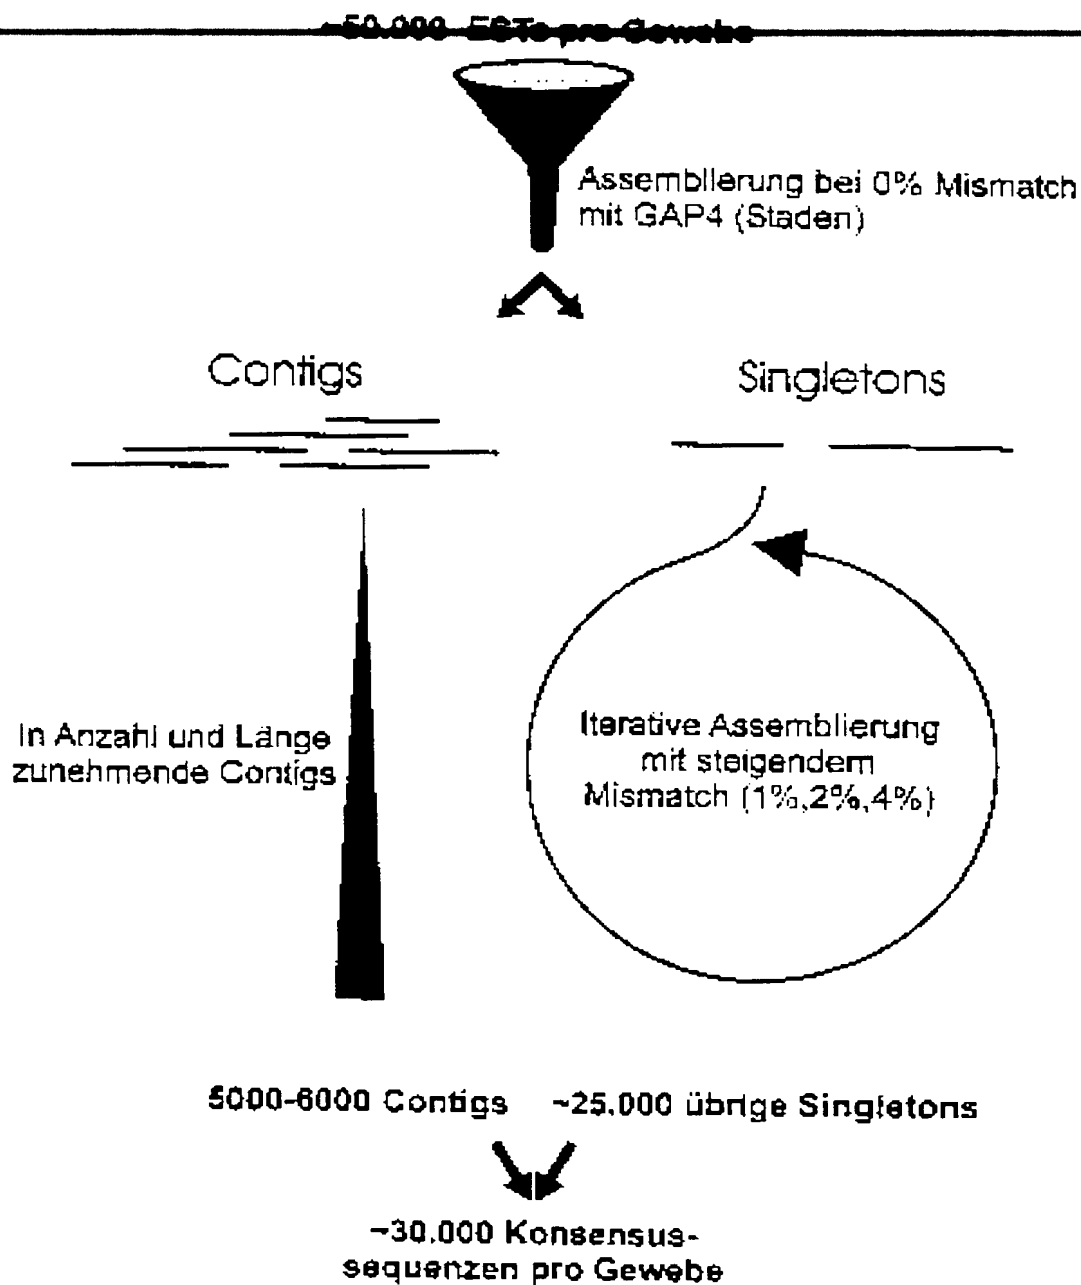 ~50.000 ESTs pro Gewebe
Assemblierung bei 0% Mismatch
mit GAP4 (Staden)
Contigs
Singletons
In Anzahl und Länge
zunehmende Contigs
Iterative Assemblierung
mit steigendem
Mismatch (1%,2%,4%)
5000-6000 Contigs
~25.000 übrige Singletons
~30.000 Konsensus-
sequenzen pro Gewebe